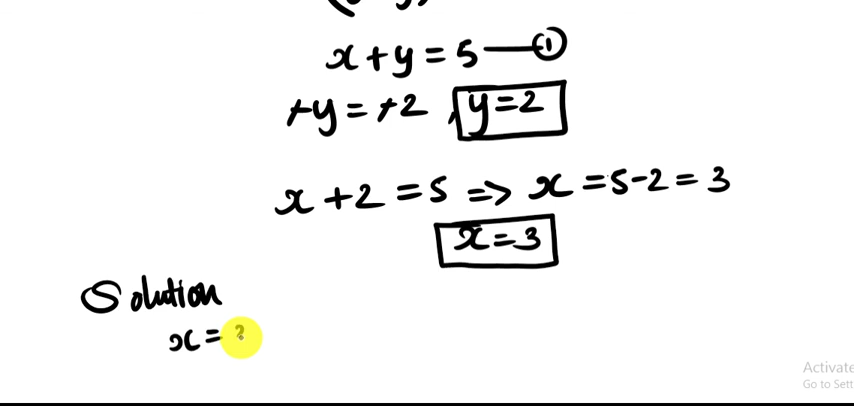 x+y=5 —①
+y=+2, y=2
x+2=5 => x=5-2=3
x=3
Solution
x=
Activate
Go to Sett